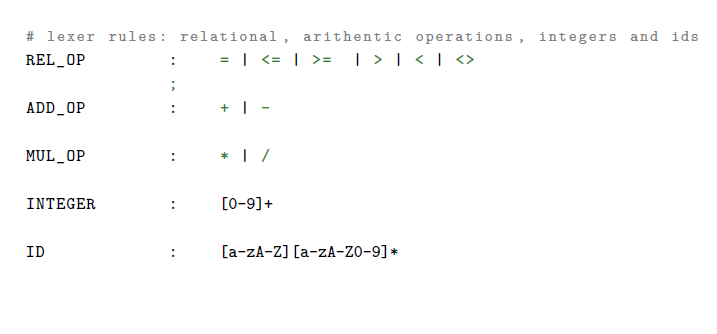 # lexer rules: relational, arithentic operations, integers and ids
REL_OP : = | <= | >= | > | < | <>
;
ADD_OP : + | -
MUL_OP : * | /
INTEGER : [0-9]+
ID : [a-zA-Z][a-zA-Z0-9]*